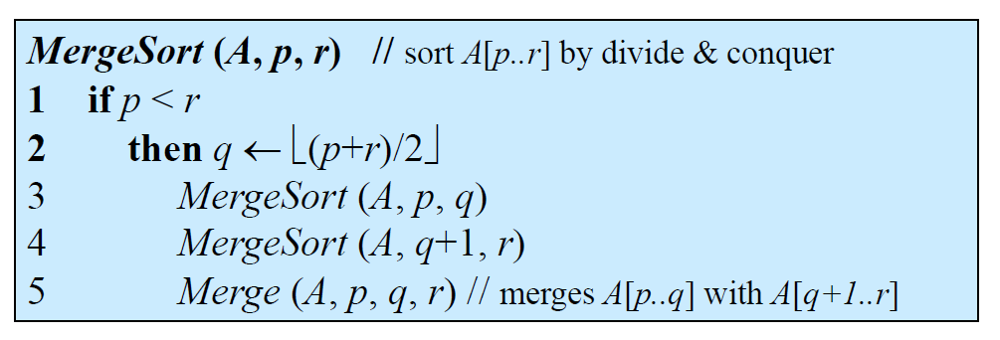 MergeSort (A, p, r) // sort A[p..r] by divide & conquer
1 if p < r
2 then q ← ⌊(p+r)/2⌋
3 MergeSort (A, p, q)
4 MergeSort (A, q+1, r)
5 Merge (A, p, q, r) // merges A[p..q] with A[q+1..r]